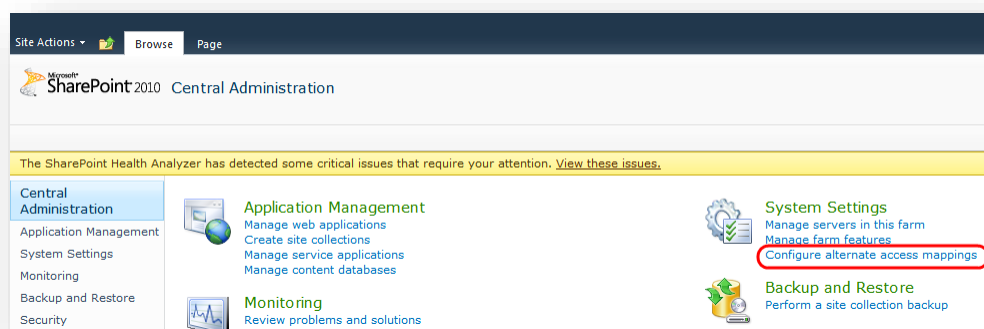 Site Actions
Browse
Page
Microsoft
SharePoint 2010 Central Administration
The SharePoint Health Analyzer has detected some critical issues that require your attention. View these issues.
Central
Administration
Application Management
System Settings
Monitoring
Backup and Restore
Security
Application Management
Manage web applications
Create site collections
Manage service applications
Manage content databases
Monitoring
Review problems and solutions
System Settings
Manage servers in this farm
Manage farm features
Configure alternate access mappings
Backup and Restore
Perform a site collection backup